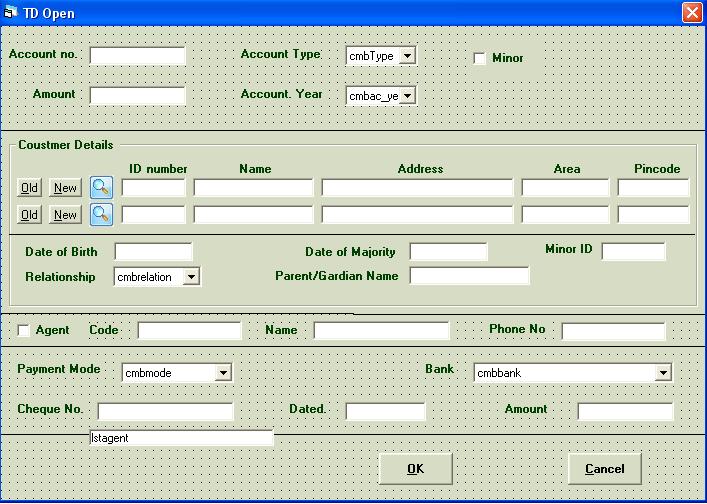 TD Open
Account no. Account Type cmbType Minor
Amount Account. Year cmbac_ye
Coustmer Details
ID number Name Address Area Pincode
Old New
Old New
Date of Birth Date of Majority Minor ID
Relationship cmbrelation Parent/Gardian Name
Agent Code Name Phone No
Payment Mode cmbmode Bank cmbbank
Cheque No. Dated. Amount
lstagent
OK Cancel